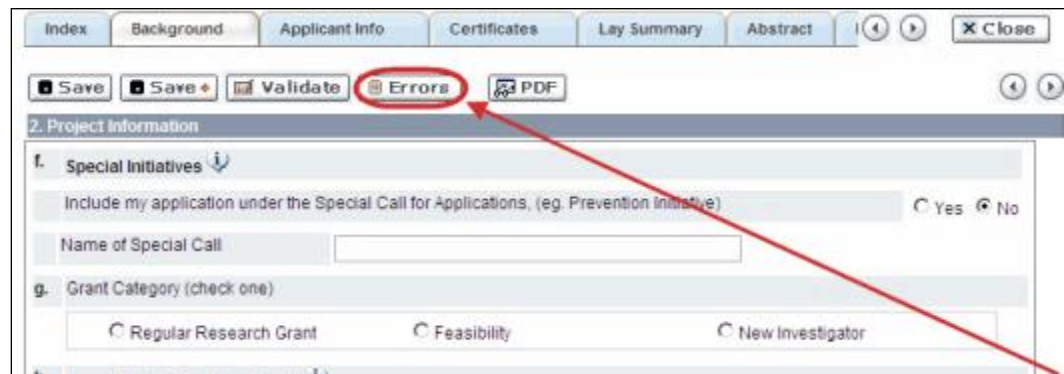 Index Background Applicant Info Certificates Lay Summary Abstract Close
Save Save Validate Errors PDF
2. Project Information
f. Special Initiatives
Include my application under the Special Call for Applications, (eg. Prevention Initiative) Yes No
Name of Special Call
g. Grant Category (check one)
Regular Research Grant Feasibility New Investigator